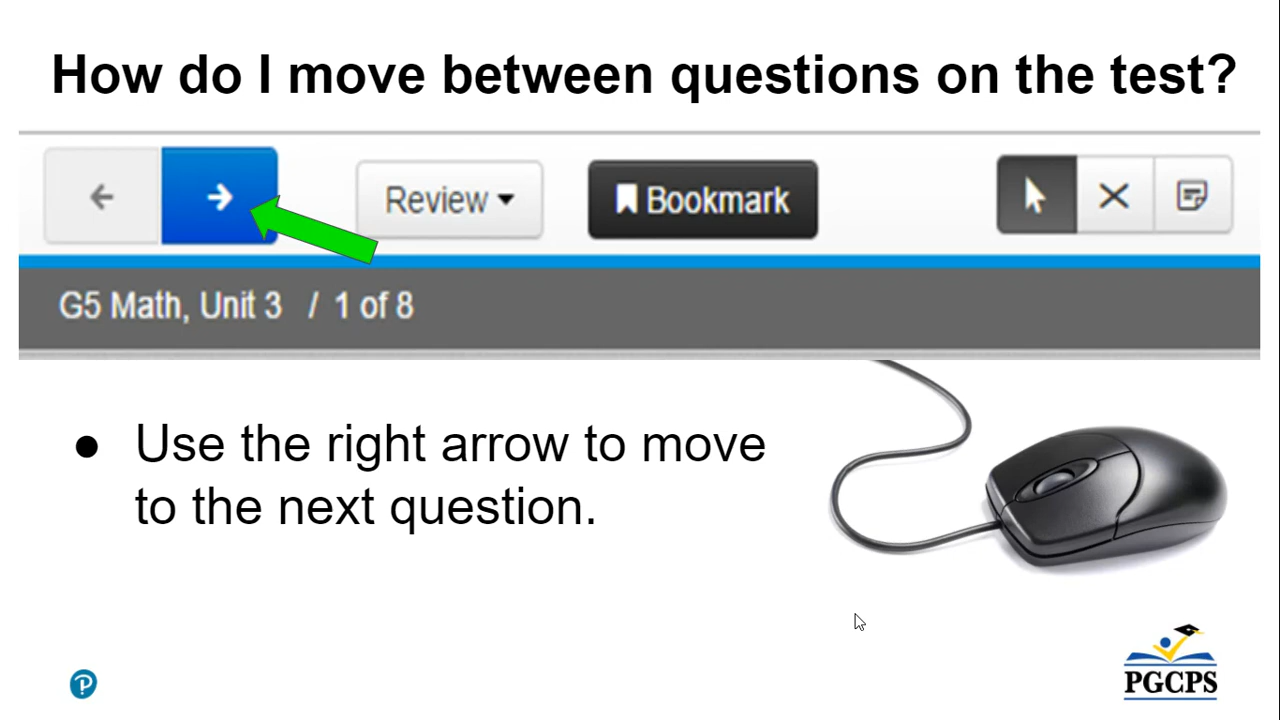 How do I move between questions on the test?
Review Bookmark
G5 Math, Unit 3 / 1 of 8
● Use the right arrow to move
to the next question.
PGCPS